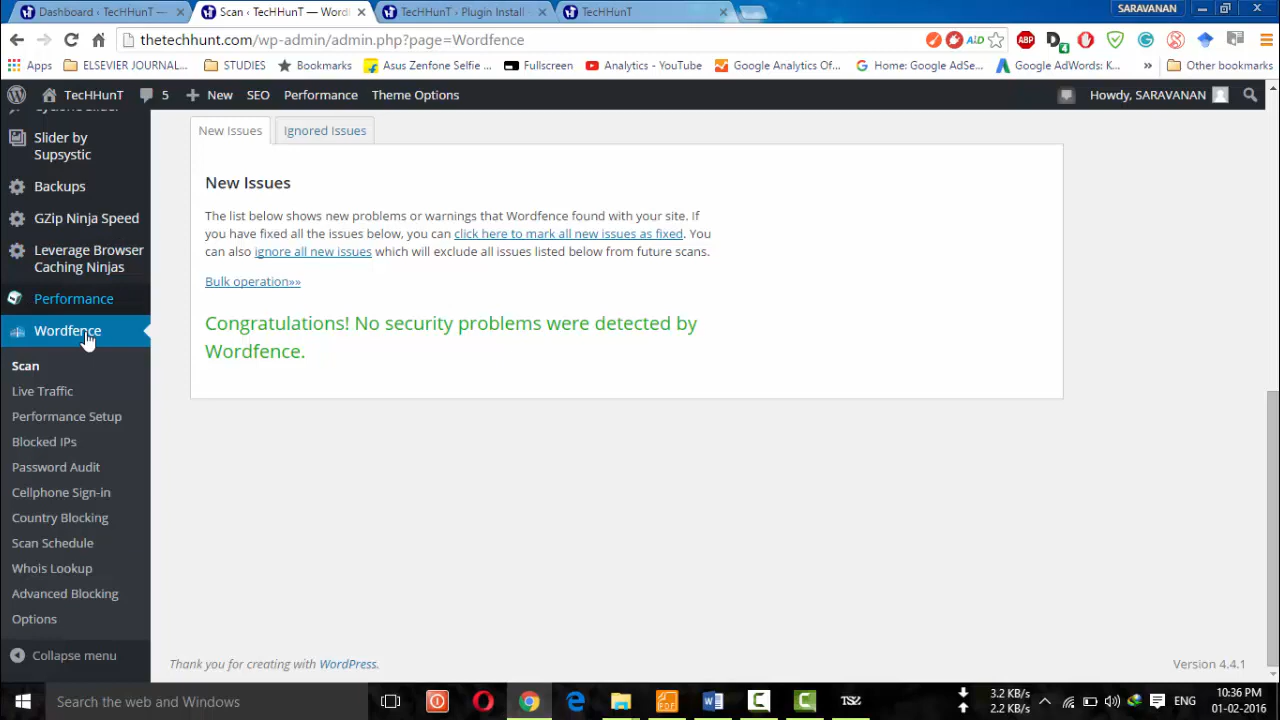 Dashboard ‹ TecHHunT —
Scan ‹ TecHHunT — Wordf
TecHHunT › Plugin Install
TecHHunT
SARAVANAN
thetechhunt.com/wp-admin/admin.php?page=Wordfence
Apps
ELSEVIER JOURNAL...
STUDIES
Bookmarks
Asus Zenfone Selfie ...
Fullscreen
Analytics - YouTube
Google Analytics Of...
Home: Google AdSe...
Google AdWords: K...
»
Other bookmarks
TecHHunT
5
New
SEO
Performance
Theme Options
Howdy, SARAVANAN
Slider by
Supsystic
Backups
GZip Ninja Speed
Leverage Browser
Caching Ninjas
Performance
Wordfence
Scan
Live Traffic
Performance Setup
Blocked IPs
Password Audit
Cellphone Sign-in
Country Blocking
Scan Schedule
Whois Lookup
Advanced Blocking
Options
Collapse menu
New Issues
Ignored Issues
New Issues
The list below shows new problems or warnings that Wordfence found with your site. If
you have fixed all the issues below, you can click here to mark all new issues as fixed. You
can also ignore all new issues which will exclude all issues listed below from future scans.
Bulk operation»»
Congratulations! No security problems were detected by
Wordfence.
Thank you for creating with WordPress.
Version 4.4.1
Search the web and Windows
3.2 KB/s
2.2 KB/s
ENG
10:36 PM
01-02-2016